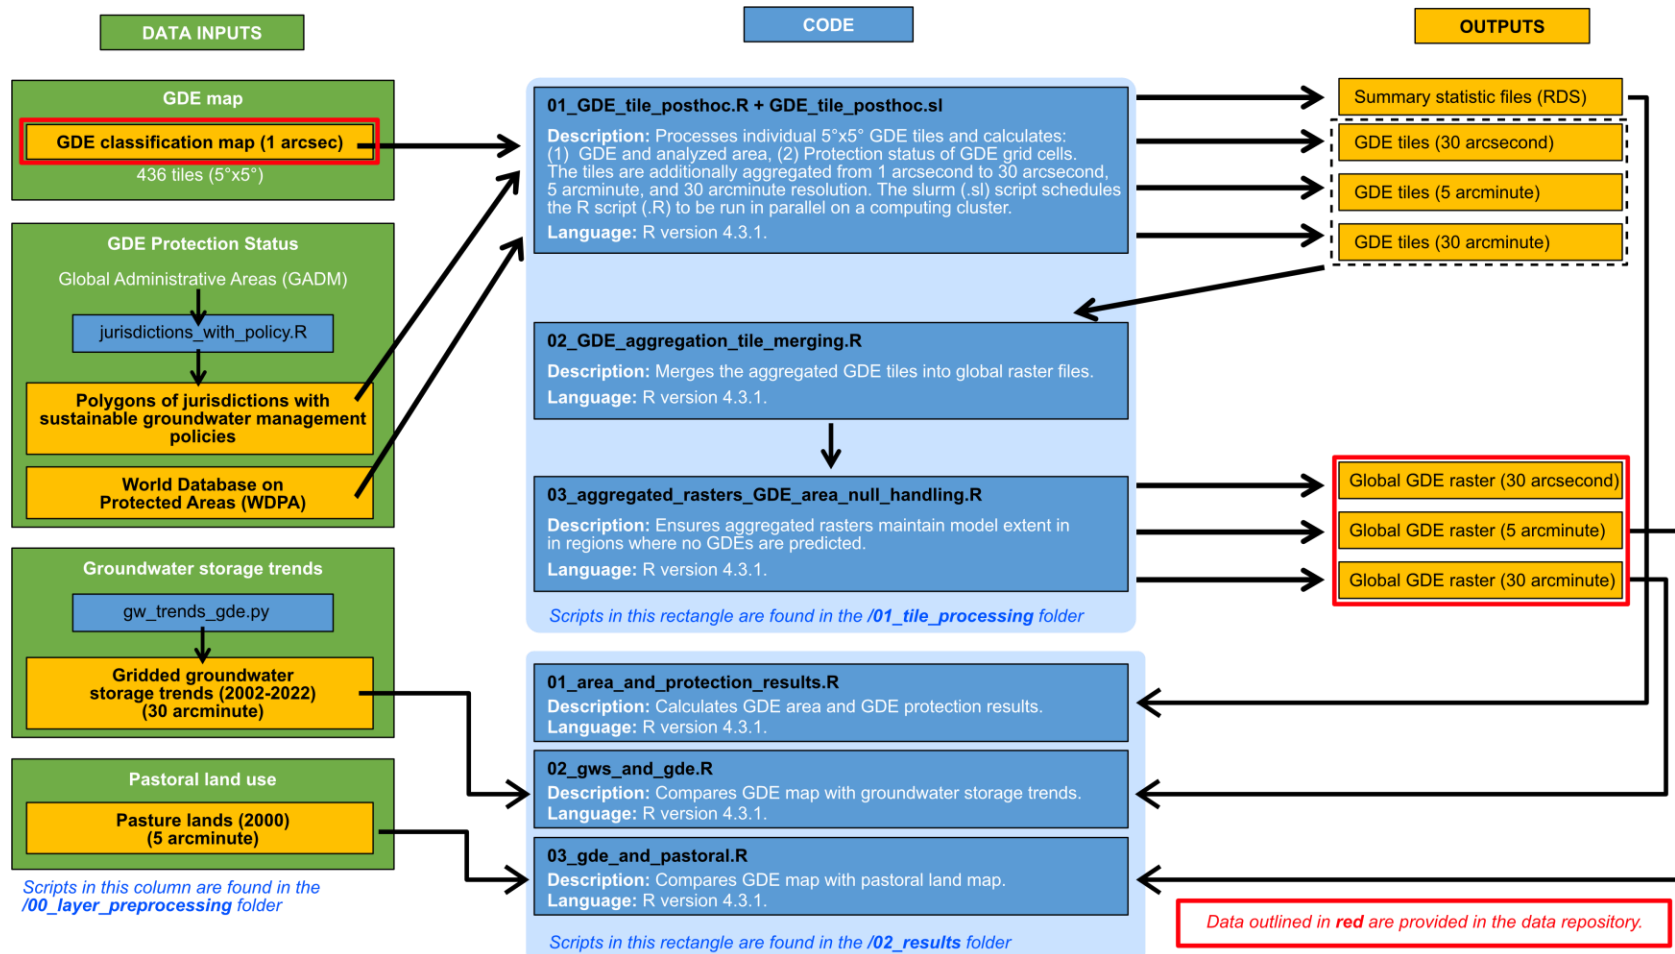 DATA INPUTS
GDE map
GDE classification map (1 arcsec)
436 tiles (5°x5°)
GDE Protection Status
Global Administrative Areas (GADM)
jurisdictions_with_policy.R
Polygons of jurisdictions with
sustainable groundwater management
policies
World Database on
Protected Areas (WDPA)
Groundwater storage trends
gw_trends_gde.py
Gridded groundwater
storage trends (2002-2022)
(30 arcminute)
Pastoral land use
Pasture lands (2000)
(5 arcminute)
Scripts in this column are found in the
/00_layer_preprocessing folder
CODE
01_GDE_tile_posthoc.R + GDE_tile_posthoc.sl
Description: Processes individual 5°x5° GDE tiles and calculates:
(1) GDE and analyzed area, (2) Protection status of GDE grid cells.
The tiles are additionally aggregated from 1 arcsecond to 30 arcsecond,
5 arcminute, and 30 arcminute resolution. The slurm (.sl) script schedules
the R script (.R) to be run in parallel on a computing cluster.
Language: R version 4.3.1.
02_GDE_aggregation_tile_merging.R
Description: Merges the aggregated GDE tiles into global raster files.
Language: R version 4.3.1.
03_aggregated_rasters_GDE_area_null_handling.R
Description: Ensures aggregated rasters maintain model extent in
in regions where no GDEs are predicted.
Language: R version 4.3.1.
Scripts in this rectangle are found in the /01_tile_processing folder
01_area_and_protection_results.R
Description: Calculates GDE area and GDE protection results.
Language: R version 4.3.1.
02_gws_and_gde.R
Description: Compares GDE map with groundwater storage trends.
Language: R version 4.3.1.
03_gde_and_pastoral.R
Description: Compares GDE map with pastoral land map.
Language: R version 4.3.1.
Scripts in this rectangle are found in the /02_results folder
OUTPUTS
Summary statistic files (RDS)
GDE tiles (30 arcsecond)
GDE tiles (5 arcminute)
GDE tiles (30 arcminute)
Global GDE raster (30 arcsecond)
Global GDE raster (5 arcminute)
Global GDE raster (30 arcminute)
Data outlined in red are provided in the data repository.